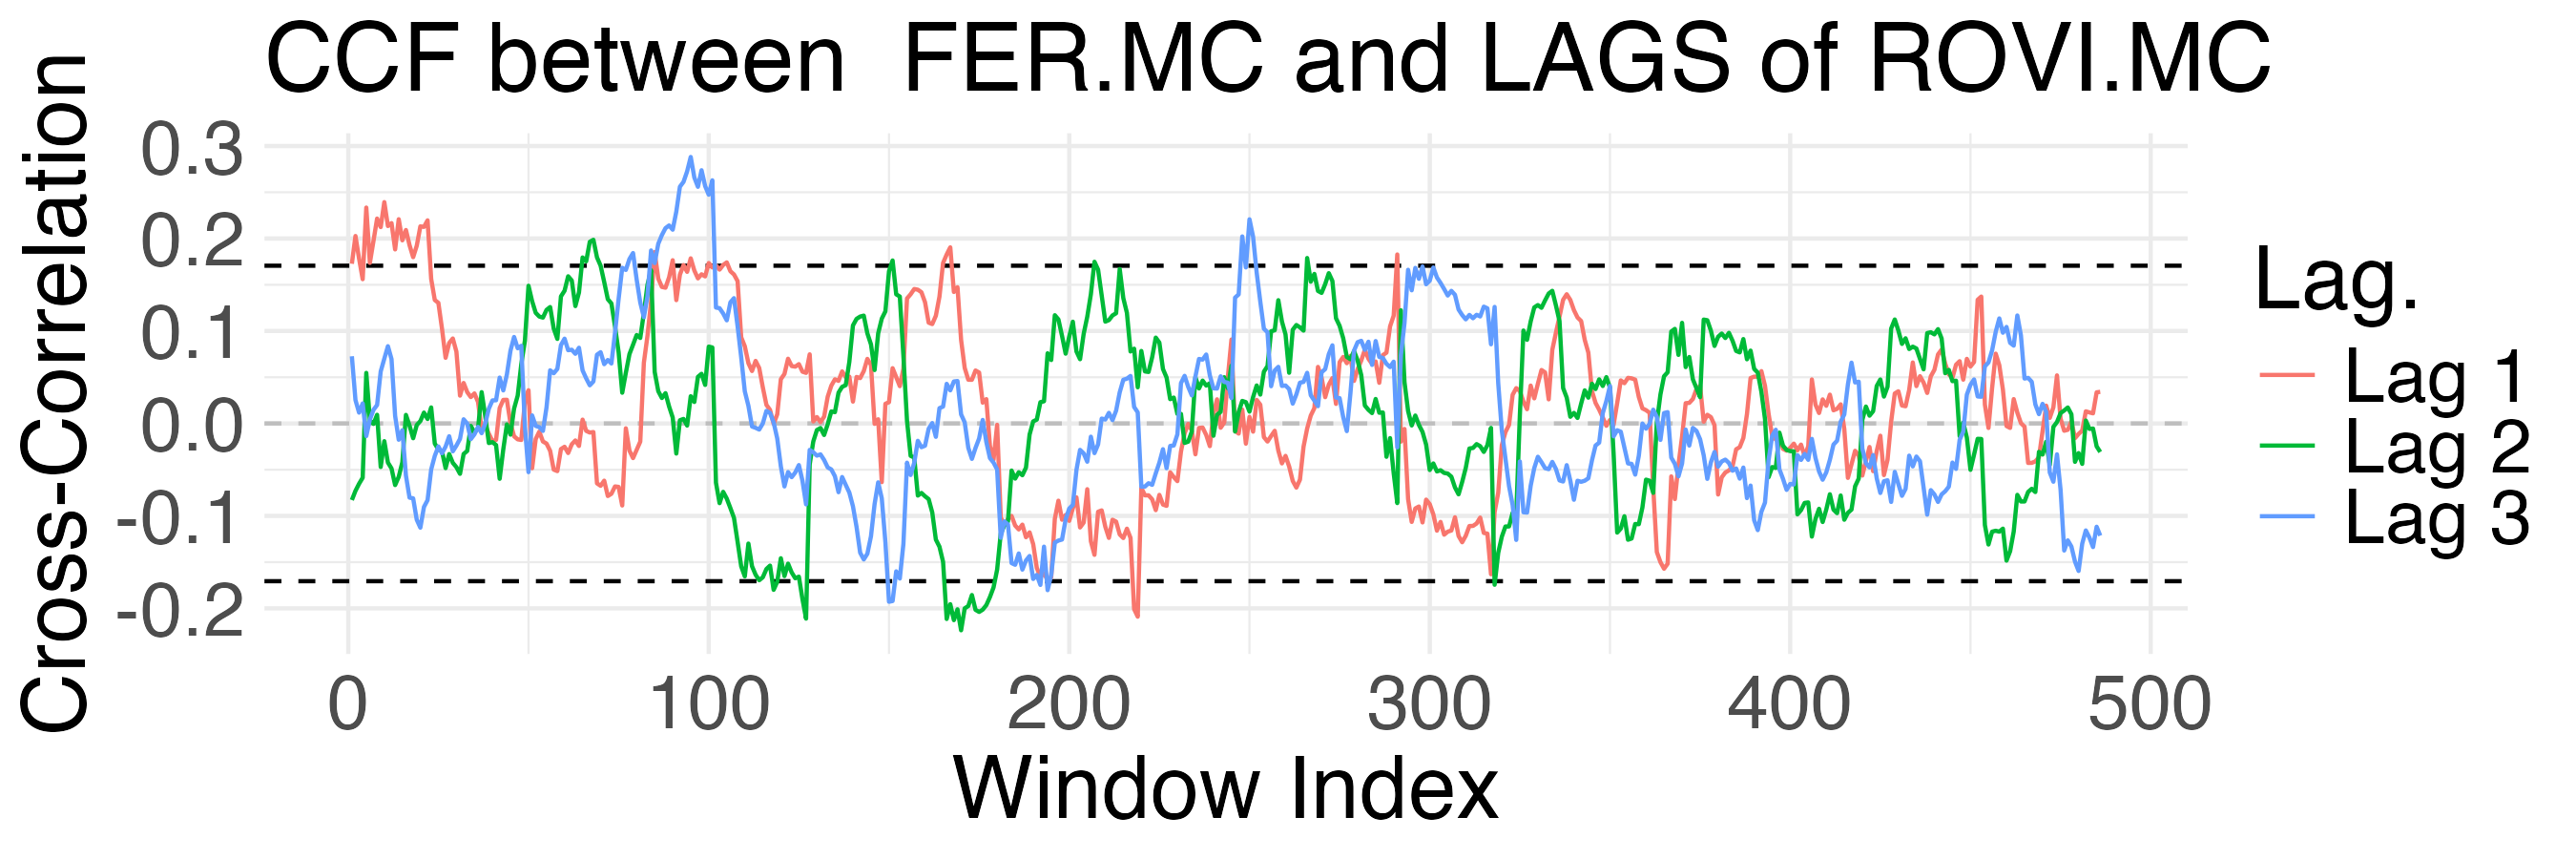 CCF between  FER.MC and LAGS of ROVI.MC
Cross-Correlation
0.3
0.2
0.1
0.0
-0.1
-0.2
0 100 200 300 400 500
Window Index
Lag.
Lag 1
Lag 2
Lag 3